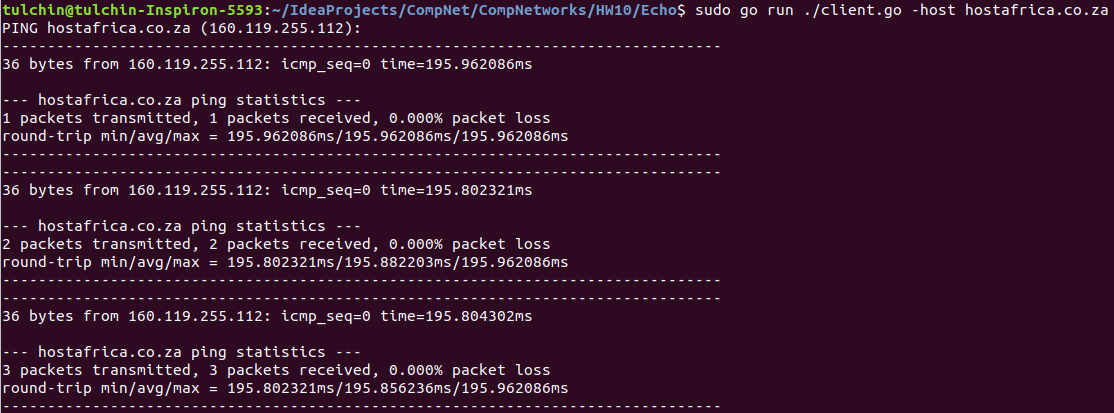 tulchin@tulchin-Inspiron-5593:~/IdeaProjects/CompNet/CompNetworks/HW10/Echo$ sudo go run ./client.go -host hostafrica.co.za
PING hostafrica.co.za (160.119.255.112):
--------------------------------------------------------------------------------
36 bytes from 160.119.255.112: icmp_seq=0 time=195.962086ms
--- hostafrica.co.za ping statistics ---
1 packets transmitted, 1 packets received, 0.000% packet loss
round-trip min/avg/max = 195.962086ms/195.962086ms/195.962086ms
--------------------------------------------------------------------------------
--------------------------------------------------------------------------------
36 bytes from 160.119.255.112: icmp_seq=0 time=195.802321ms
--- hostafrica.co.za ping statistics ---
2 packets transmitted, 2 packets received, 0.000% packet loss
round-trip min/avg/max = 195.802321ms/195.882203ms/195.962086ms
--------------------------------------------------------------------------------
--------------------------------------------------------------------------------
36 bytes from 160.119.255.112: icmp_seq=0 time=195.804302ms
--- hostafrica.co.za ping statistics ---
3 packets transmitted, 3 packets received, 0.000% packet loss
round-trip min/avg/max = 195.802321ms/195.856236ms/195.962086ms
--------------------------------------------------------------------------------